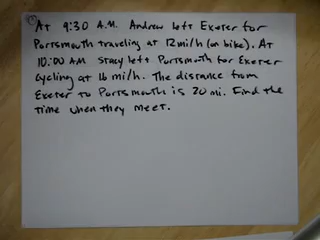 ① At 9:30 A.M. Andrew left Exeter for
Portsmouth traveling at 12mi/h (on bike). At
10:00 AM Stacy left Portsmouth for Exeter
cycling at 16 mi/h. The distance from
Exeter to Portsmouth is 20 mi. Find the
time when they meet.